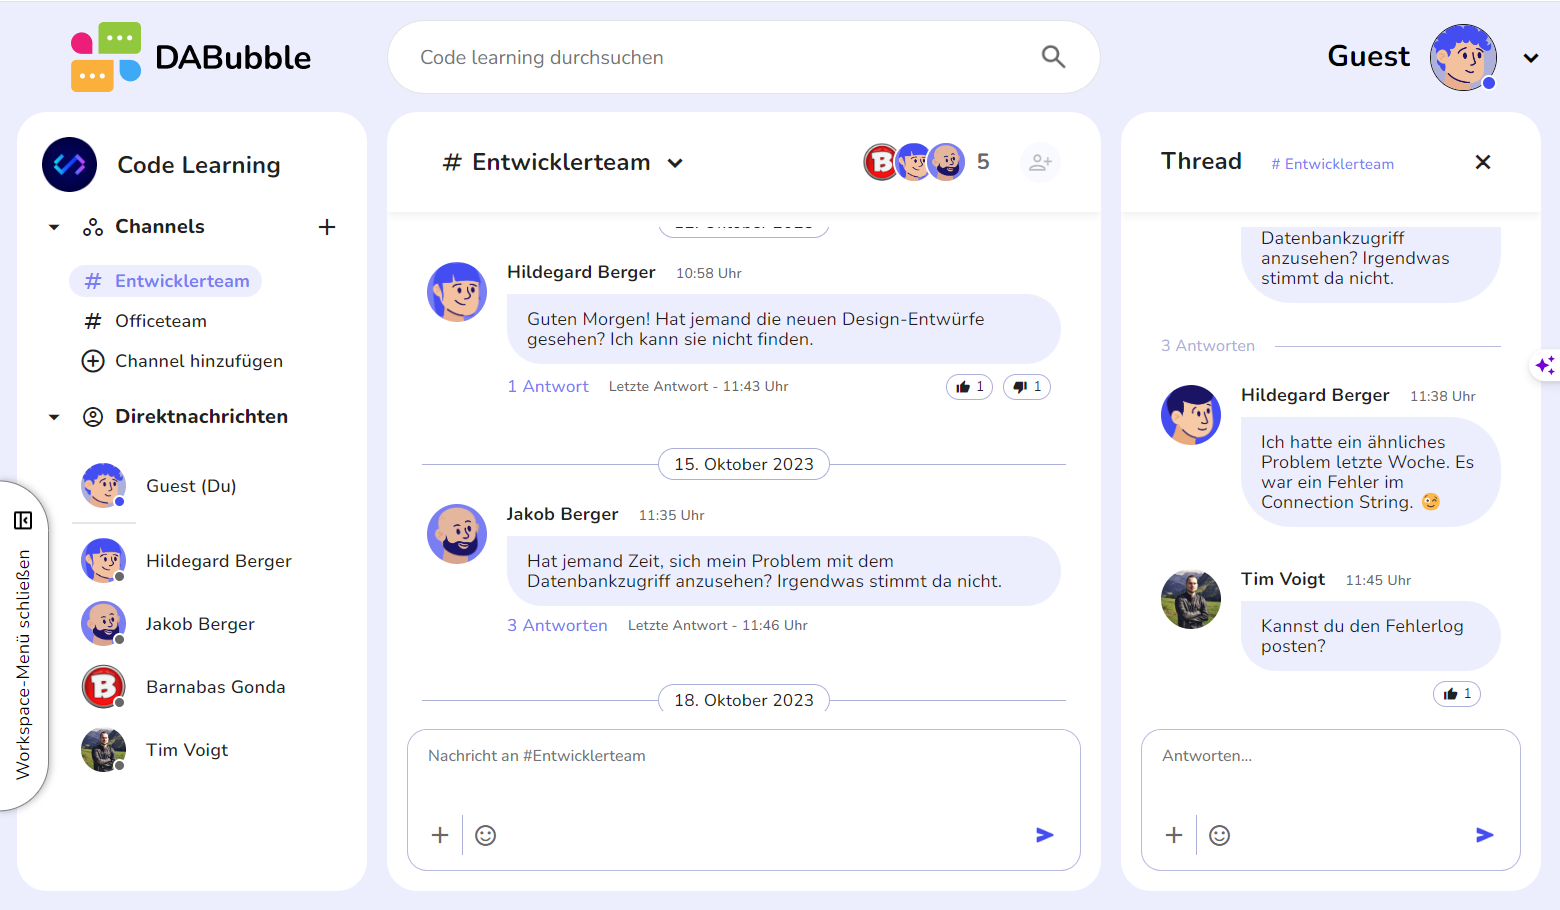 DABubble
Code learning durchsuchen
Guest
Code Learning
Channels
Entwicklerteam
Officeteam
Channel hinzufügen
Direktnachrichten
Guest (Du)
Hildegard Berger
Jakob Berger
Barnabas Gonda
Tim Voigt
Workspace-Menü schließen
# Entwicklerteam
B
5
Hildegard Berger 10:58 Uhr
Guten Morgen! Hat jemand die neuen Design-Entwürfe
gesehen? Ich kann sie nicht finden.
1 Antwort Letzte Antwort - 11:43 Uhr
1 1
15. Oktober 2023
Jakob Berger 11:35 Uhr
Hat jemand Zeit, sich mein Problem mit dem
Datenbankzugriff anzusehen? Irgendwas stimmt da nicht.
3 Antworten Letzte Antwort - 11:46 Uhr
18. Oktober 2023
Nachricht an #Entwicklerteam
Thread # Entwicklerteam
Datenbankzugriff
anzusehen? Irgendwas
stimmt da nicht.
3 Antworten
Hildegard Berger 11:38 Uhr
Ich hatte ein ähnliches
Problem letzte Woche. Es
war ein Fehler im
Connection String. 😉
Tim Voigt 11:45 Uhr
Kannst du den Fehlerlog
posten?
1
Antworten...